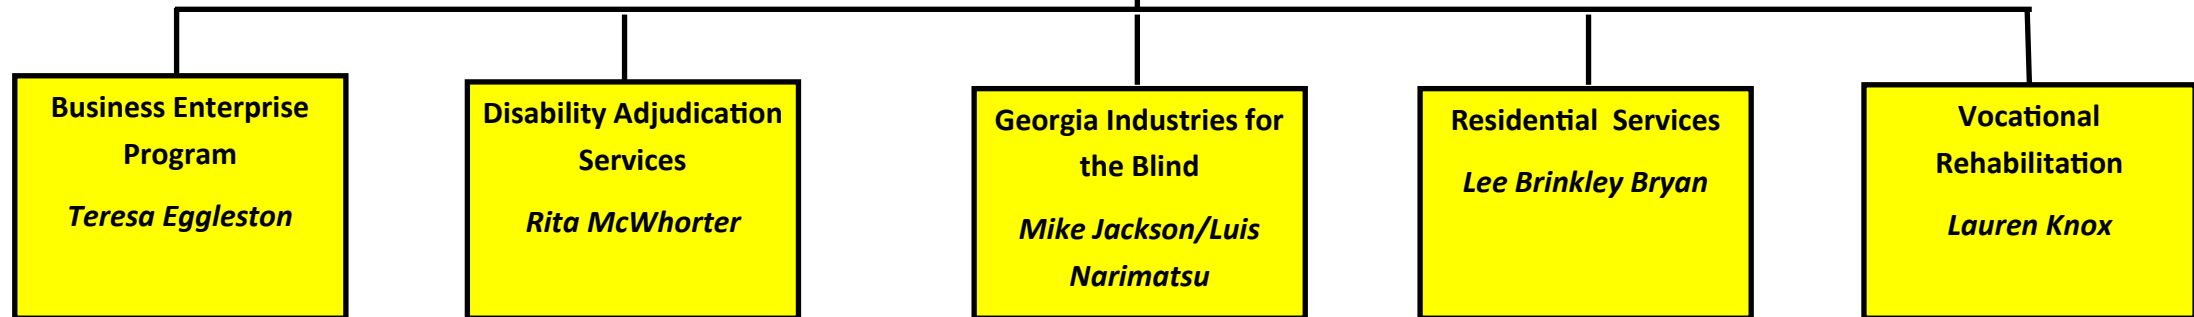 Business Enterprise
Program
Teresa Eggleston
Disability Adjudication
Services
Rita McWhorter
Georgia Industries for
the Blind
Mike Jackson/Luis
Narimatsu
Residential Services
Lee Brinkley Bryan
Vocational
Rehabilitation
Lauren Knox